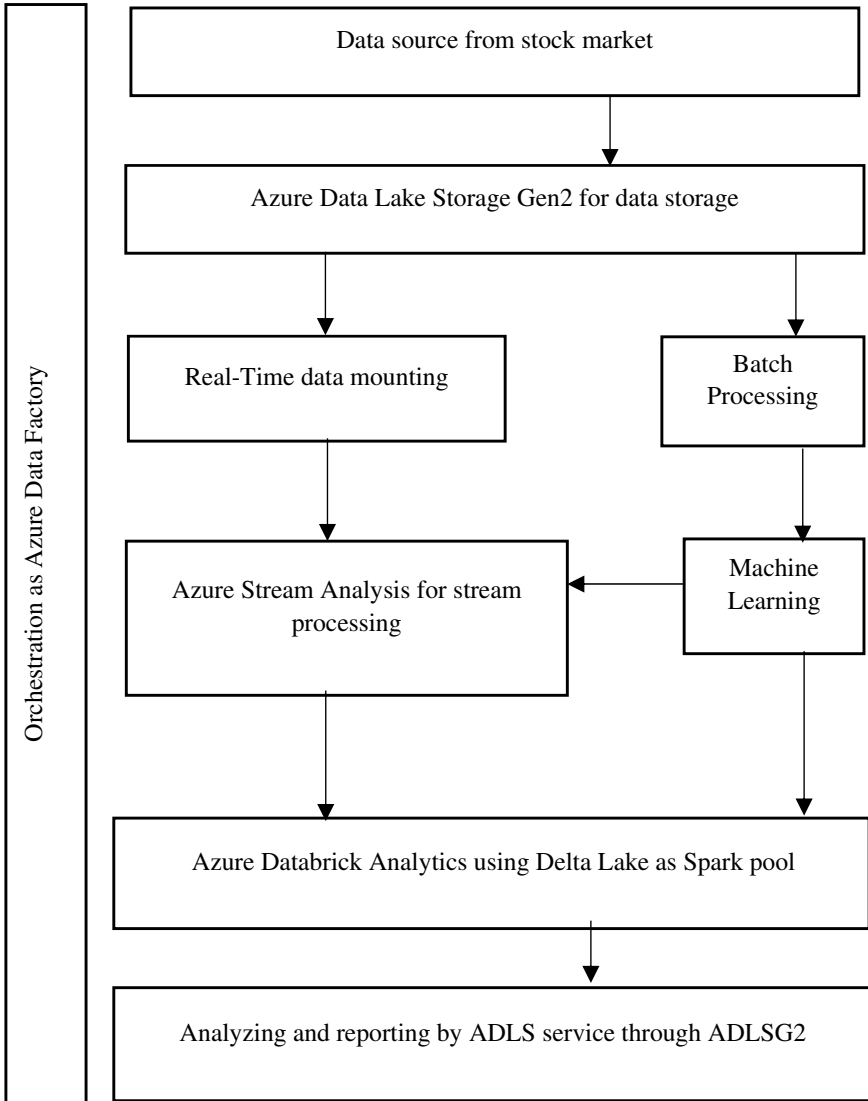 Orchestration as Azure Data Factory
Data source from stock market
Azure Data Lake Storage Gen2 for data storage
Real-Time data mounting
Batch
Processing
Azure Stream Analysis for stream
processing
Machine
Learning
Azure Databrick Analytics using Delta Lake as Spark pool
Analyzing and reporting by ADLS service through ADLSG2